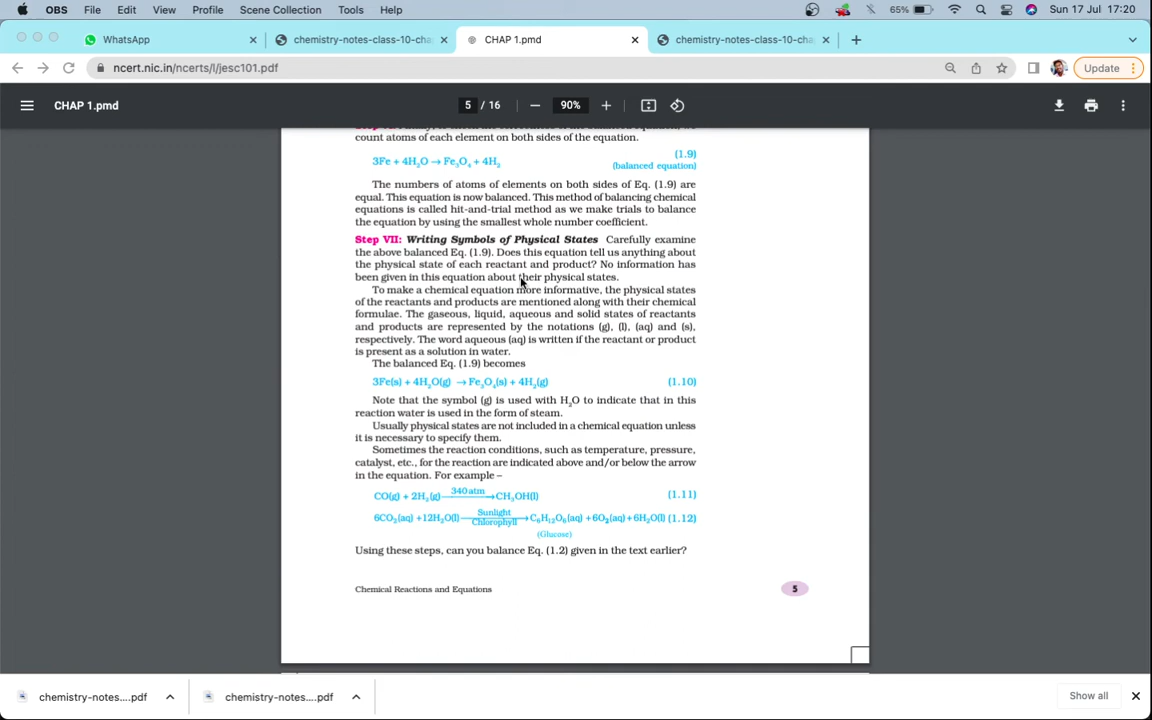 OBS File Edit View Profile Scene Collection Tools Help 65% Sun 17 Jul 17:20
WhatsApp chemistry-notes-class-10-cha CHAP 1.pmd chemistry-notes-class-10-cha
ncert.nic.in/ncerts/l/jesc101.pdf Update
CHAP 1.pmd 5 / 16 90%
count atoms of each element on both sides of the equation.
3Fe + 4H₂O → Fe₃O₄ + 4H₂ (1.9)
(balanced equation)
The numbers of atoms of elements on both sides of Eq. (1.9) are
equal. This equation is now balanced. This method of balancing chemical
equations is called hit-and-trial method as we make trials to balance
the equation by using the smallest whole number coefficient.
Step VII: Writing Symbols of Physical States Carefully examine
the above balanced Eq. (1.9). Does this equation tell us anything about
the physical state of each reactant and product? No information has
been given in this equation about their physical states.
To make a chemical equation more informative, the physical states
of the reactants and products are mentioned along with their chemical
formulae. The gaseous, liquid, aqueous and solid states of reactants
and products are represented by the notations (g), (l), (aq) and (s),
respectively. The word aqueous (aq) is written if the reactant or product
is present as a solution in water.
The balanced Eq. (1.9) becomes
3Fe(s) + 4H₂O(g) → Fe₃O₄(s) + 4H₂(g) (1.10)
Note that the symbol (g) is used with H₂O to indicate that in this
reaction water is used in the form of steam.
Usually physical states are not included in a chemical equation unless
it is necessary to specify them.
Sometimes the reaction conditions, such as temperature, pressure,
catalyst, etc., for the reaction are indicated above and/or below the arrow
in the equation. For example –
340 atm
CO(g) + 2H₂(g) → CH₃OH(l) (1.11)
Sunlight
6CO₂(aq) +12H₂O(l) → C₆H₁₂O₆(aq) +6O₂(aq)+6H₂O(l) (1.12)
Chlorophyll
(Glucose)
Using these steps, can you balance Eq. (1.2) given in the text earlier?
Chemical Reactions and Equations 5
chemistry-notes....pdf chemistry-notes....pdf Show all